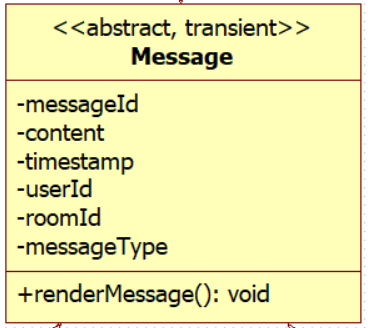 <<abstract, transient>>
Message
-messageId
-content
-timestamp
-userId
-roomId
-messageType
+renderMessage(): void